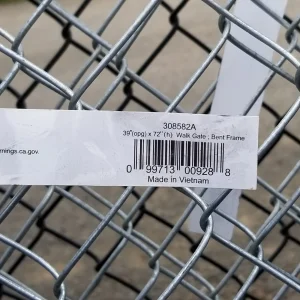 308582A
39"(opg) x 72" (h) Walk Gate ; Bent Frame
rnings.ca.gov.
0 99713 00928 8
Made in Vietnam